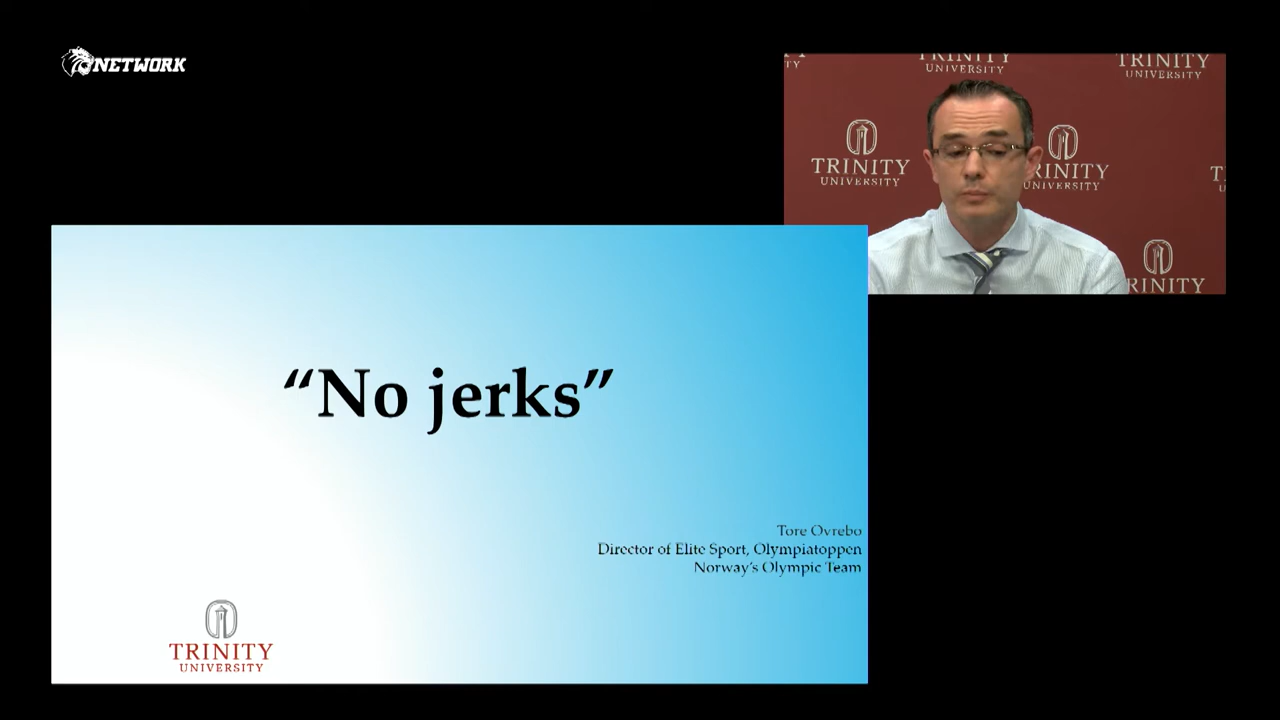 NETWORK
TY
TRINITY
UNIVERSITY
TRINITY
UNIVERSITY
TRINITY
UNIVERSITY
RINITY
UNIVERSITY
T
U
RINITY
“No jerks”
Tore Ovrebo
Director of Elite Sport, Olympiatoppen
Norway’s Olympic Team
TRINITY
UNIVERSITY